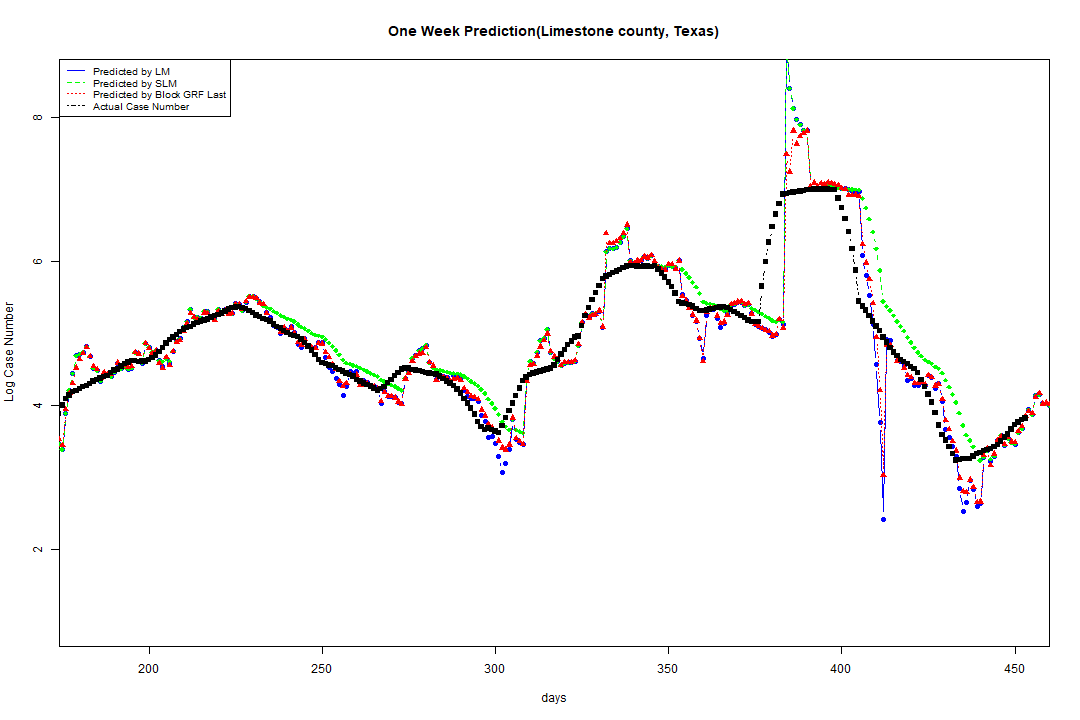 One Week Prediction(Limestone county, Texas)
Predicted by LM
Predicted by SLM
Predicted by Block GRF Last
Actual Case Number
8
6
4
2
Log Case Number
200
250
300
350
400
450
days